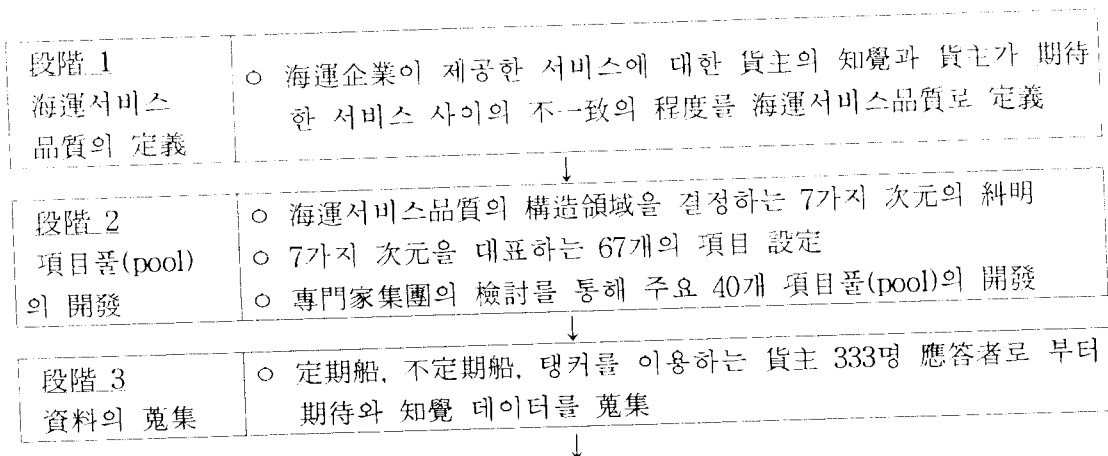 段階 1
海運서비스
品質의 定義
○ 海運企業이 제공한 서비스에 대한 貨主의 知覺과 貨主가 期待
한 서비스 사이의 不一致의 程度를 海運서비스品質로 定義
↓
段階 2
項目풀(pool)
의 開發
○ 海運서비스品質의 構造領域을 결정하는 7가지 次元의 糾明
○ 7가지 次元을 대표하는 67개의 項目 設定
○ 專門家集團의 檢討를 통해 주요 40개 項目풀(pool)의 開發
↓
段階 3
資料의 蒐集
○ 定期船, 不定期船, 탱커를 이용하는 貨主 333명 應答者로 부터
期待와 知覺 데이터를 蒐集
↓